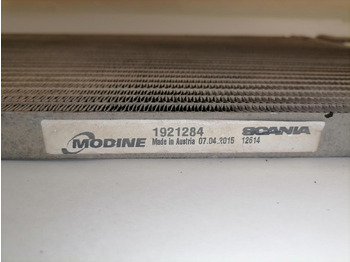 MODINE 1921284 SCANIA
Made in Austria 07.04.2015 12614